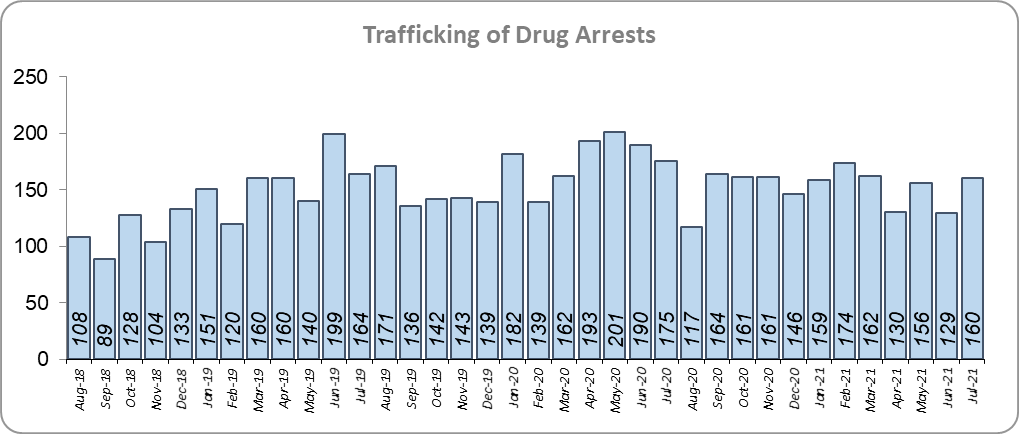 Trafficking of Drug Arrests
250
200
150
100
50
0
108
89
128
104
133
151
120
160
160
140
199
164
171
136
142
143
139
182
139
162
193
201
190
175
117
164
161
161
146
159
174
162
130
156
129
160
Aug-18
Sep-18
Oct-18
Nov-18
Dec-18
Jan-19
Feb-19
Mar-19
Apr-19
May-19
Jun-19
Jul-19
Aug-19
Sep-19
Oct-19
Nov-19
Dec-19
Jan-20
Feb-20
Mar-20
Apr-20
May-20
Jun-20
Jul-20
Aug-20
Sep-20
Oct-20
Nov-20
Dec-20
Jan-21
Feb-21
Mar-21
Apr-21
May-21
Jun-21
Jul-21